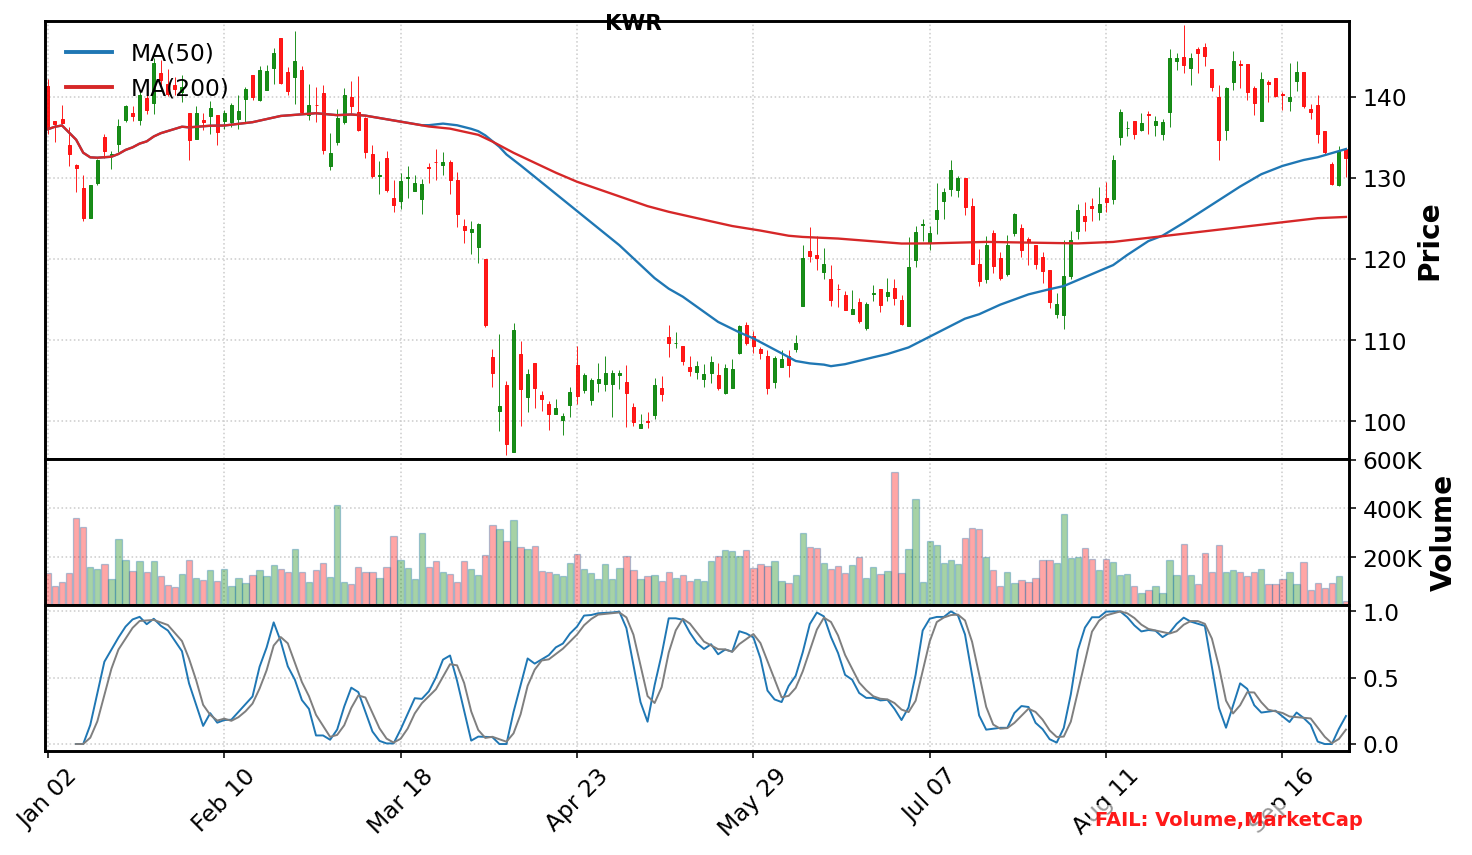 KWR
MA(50)
MA(200)
140
130
120
110
100
Price
600K
400K
200K
Volume
1.0
0.5
0.0
Jan 02
Feb 10
Mar 18
Apr 23
May 29
Jul 07
Aug 11
Sep 16
FAIL: Volume,MarketCap